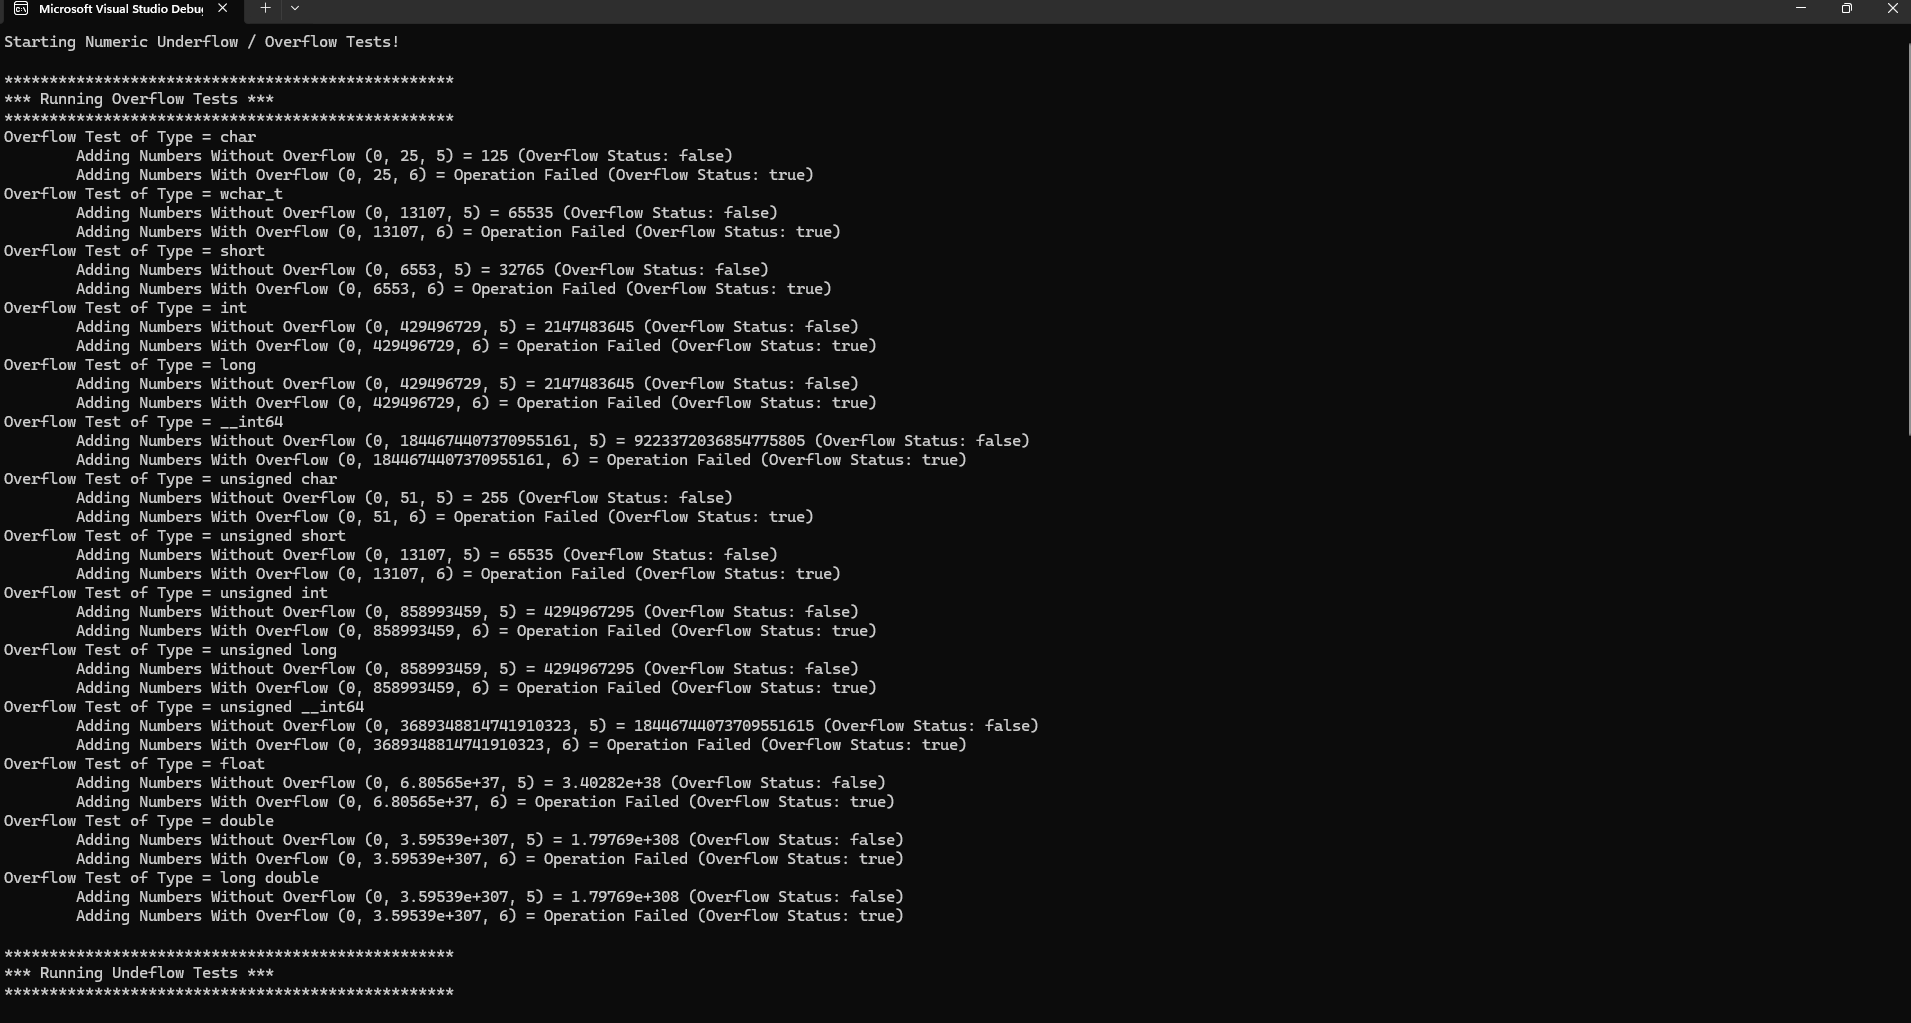 Microsoft Visual Studio Debug
Starting Numeric Underflow / Overflow Tests!
**************************************************
*** Running Overflow Tests ***
**************************************************
Overflow Test of Type = char
Adding Numbers Without Overflow (0, 25, 5) = 125 (Overflow Status: false)
Adding Numbers With Overflow (0, 25, 6) = Operation Failed (Overflow Status: true)
Overflow Test of Type = wchar_t
Adding Numbers Without Overflow (0, 13107, 5) = 65535 (Overflow Status: false)
Adding Numbers With Overflow (0, 13107, 6) = Operation Failed (Overflow Status: true)
Overflow Test of Type = short
Adding Numbers Without Overflow (0, 6553, 5) = 32765 (Overflow Status: false)
Adding Numbers With Overflow (0, 6553, 6) = Operation Failed (Overflow Status: true)
Overflow Test of Type = int
Adding Numbers Without Overflow (0, 429496729, 5) = 2147483645 (Overflow Status: false)
Adding Numbers With Overflow (0, 429496729, 6) = Operation Failed (Overflow Status: true)
Overflow Test of Type = long
Adding Numbers Without Overflow (0, 429496729, 5) = 2147483645 (Overflow Status: false)
Adding Numbers With Overflow (0, 429496729, 6) = Operation Failed (Overflow Status: true)
Overflow Test of Type = __int64
Adding Numbers Without Overflow (0, 1844674407370955161, 5) = 9223372036854775805 (Overflow Status: false)
Adding Numbers With Overflow (0, 1844674407370955161, 6) = Operation Failed (Overflow Status: true)
Overflow Test of Type = unsigned char
Adding Numbers Without Overflow (0, 51, 5) = 255 (Overflow Status: false)
Adding Numbers With Overflow (0, 51, 6) = Operation Failed (Overflow Status: true)
Overflow Test of Type = unsigned short
Adding Numbers Without Overflow (0, 13107, 5) = 65535 (Overflow Status: false)
Adding Numbers With Overflow (0, 13107, 6) = Operation Failed (Overflow Status: true)
Overflow Test of Type = unsigned int
Adding Numbers Without Overflow (0, 858993459, 5) = 4294967295 (Overflow Status: false)
Adding Numbers With Overflow (0, 858993459, 6) = Operation Failed (Overflow Status: true)
Overflow Test of Type = unsigned long
Adding Numbers Without Overflow (0, 858993459, 5) = 4294967295 (Overflow Status: false)
Adding Numbers With Overflow (0, 858993459, 6) = Operation Failed (Overflow Status: true)
Overflow Test of Type = unsigned __int64
Adding Numbers Without Overflow (0, 3689348814741910323, 5) = 18446744073709551615 (Overflow Status: false)
Adding Numbers With Overflow (0, 3689348814741910323, 6) = Operation Failed (Overflow Status: true)
Overflow Test of Type = float
Adding Numbers Without Overflow (0, 6.80565e+37, 5) = 3.40282e+38 (Overflow Status: false)
Adding Numbers With Overflow (0, 6.80565e+37, 6) = Operation Failed (Overflow Status: true)
Overflow Test of Type = double
Adding Numbers Without Overflow (0, 3.59539e+307, 5) = 1.79769e+308 (Overflow Status: false)
Adding Numbers With Overflow (0, 3.59539e+307, 6) = Operation Failed (Overflow Status: true)
Overflow Test of Type = long double
Adding Numbers Without Overflow (0, 3.59539e+307, 5) = 1.79769e+308 (Overflow Status: false)
Adding Numbers With Overflow (0, 3.59539e+307, 6) = Operation Failed (Overflow Status: true)
**************************************************
*** Running Undeflow Tests ***
**************************************************